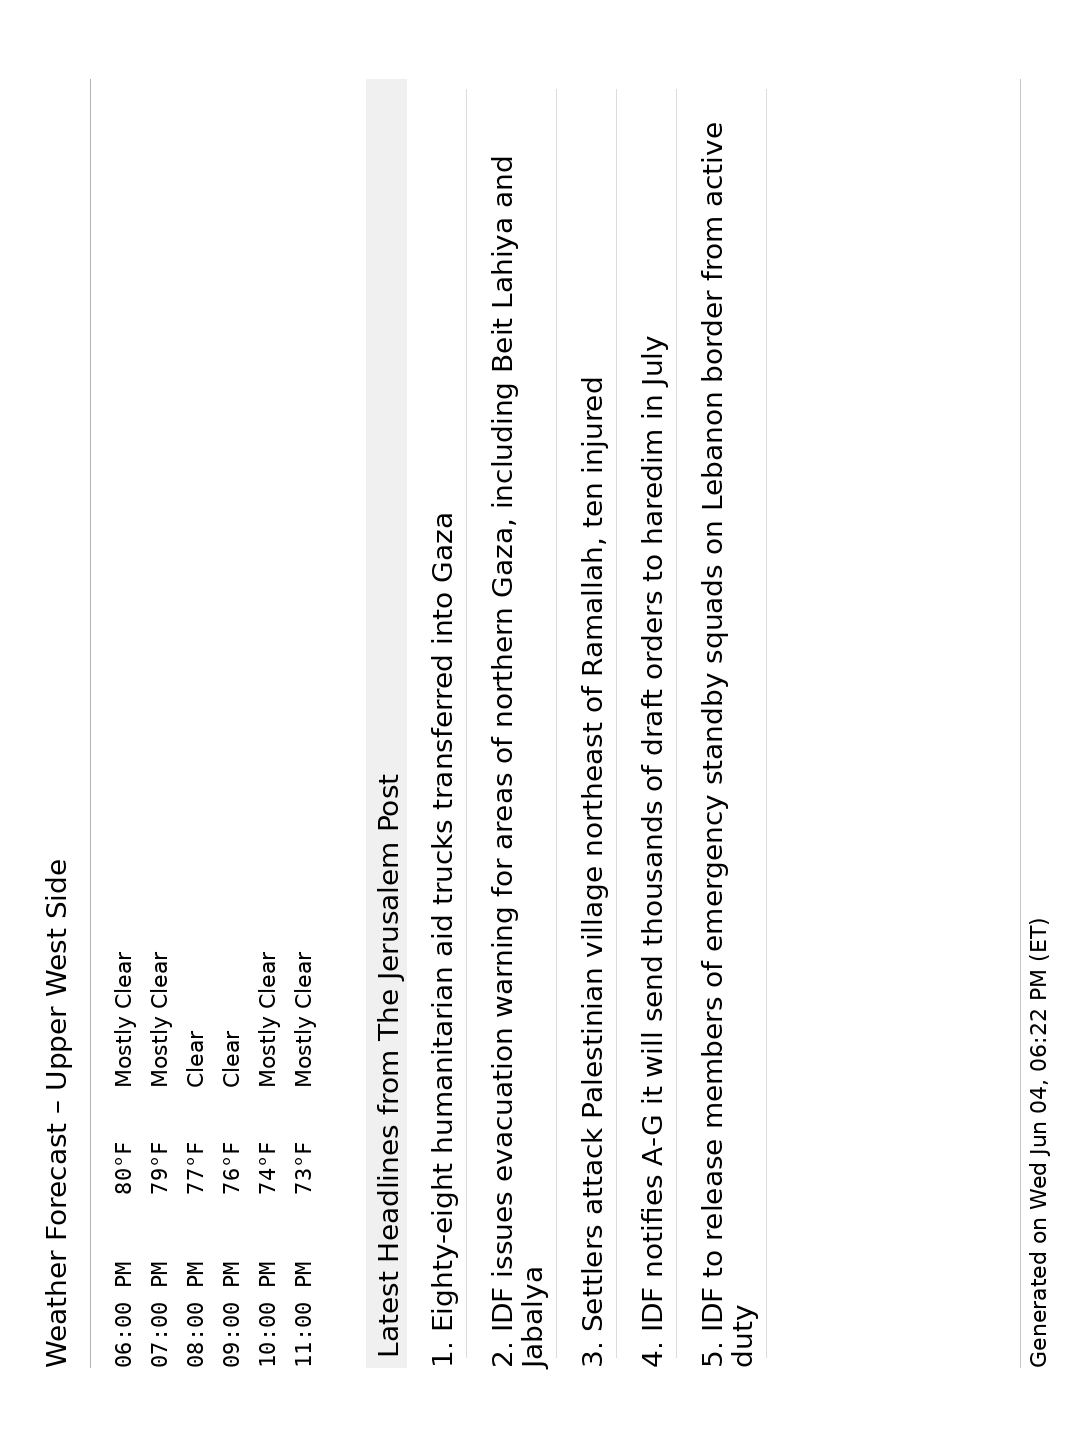 Weather Forecast – Upper West Side
06:00 PM 80°F Mostly Clear
07:00 PM 79°F Mostly Clear
08:00 PM 77°F Clear
09:00 PM 76°F Clear
10:00 PM 74°F Mostly Clear
11:00 PM 73°F Mostly Clear
Latest Headlines from The Jerusalem Post
1. Eighty-eight humanitarian aid trucks transferred into Gaza
2. IDF issues evacuation warning for areas of northern Gaza, including Beit Lahiya and
Jabalya
3. Settlers attack Palestinian village northeast of Ramallah, ten injured
4. IDF notifies A-G it will send thousands of draft orders to haredim in July
5. IDF to release members of emergency standby squads on Lebanon border from active
duty
Generated on Wed Jun 04, 06:22 PM (ET)